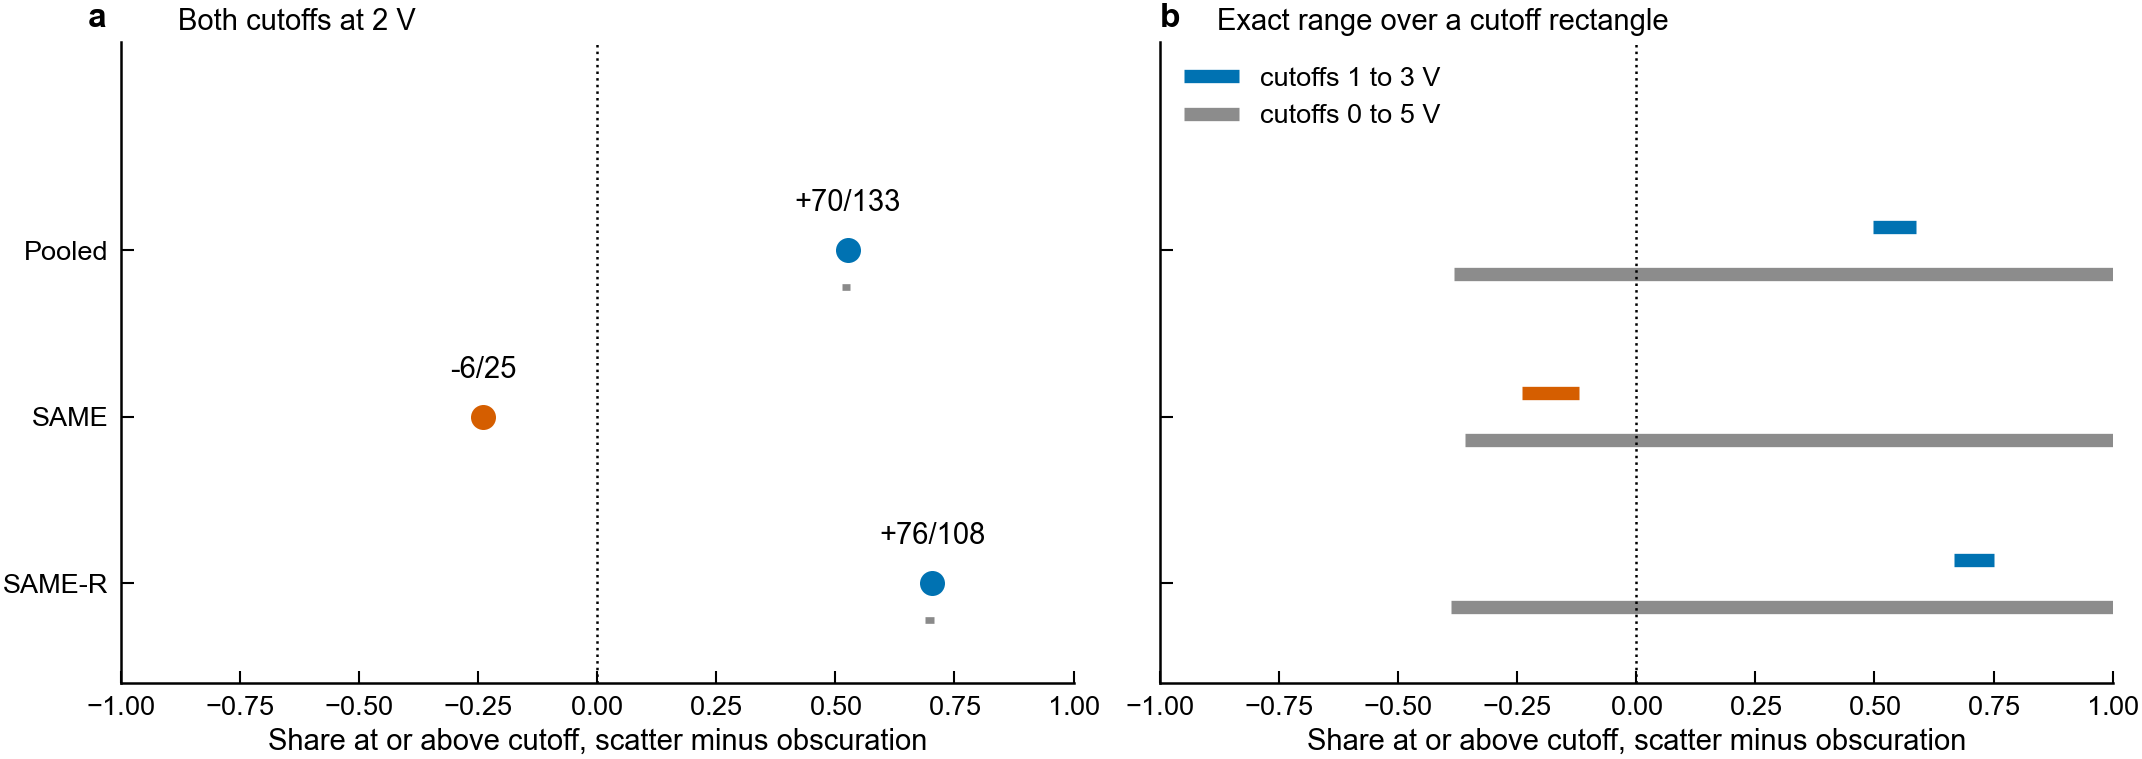 a Both cutoffs at 2 V
+70/133
Pooled
-6/25
SAME
+76/108
SAME-R
−1.00 −0.75 −0.50 −0.25 0.00 0.25 0.50 0.75 1.00
Share at or above cutoff, scatter minus obscuration
b Exact range over a cutoff rectangle
cutoffs 1 to 3 V
cutoffs 0 to 5 V
−1.00 −0.75 −0.50 −0.25 0.00 0.25 0.50 0.75 1.00
Share at or above cutoff, scatter minus obscuration